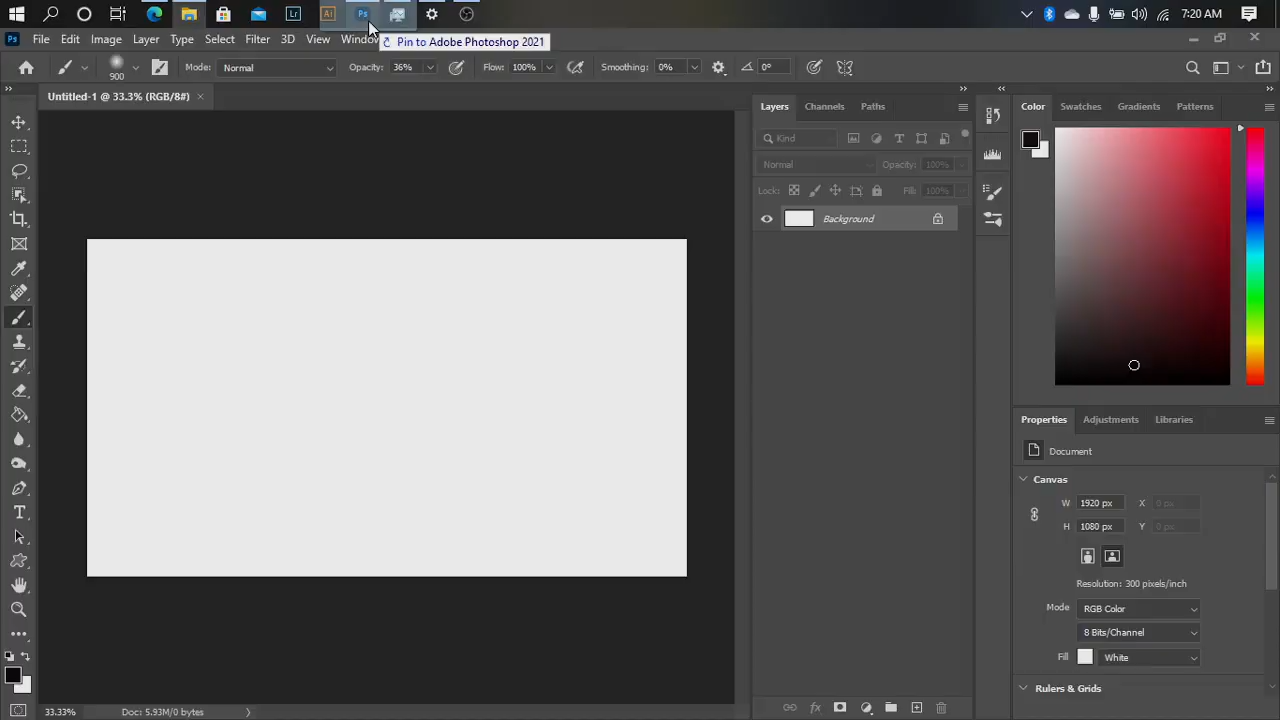 Lr Ai Ps 7:20 AM
Pin to Adobe Photoshop 2021
Ps File Edit Image Layer Type Select Filter 3D View Window
900 Mode: Normal Opacity: 36% Flow: 100% Smoothing: 0% 0°
Untitled-1 @ 33.3% (RGB/8#)
Layers Channels Paths
Kind
Normal Opacity: 100%
Lock: Fill: 100%
Background
Color Swatches Gradients Patterns
Properties Adjustments Libraries
Document
Canvas
W 1920 px X 0 px
H 1080 px Y 0 px
Resolution: 300 pixels/inch
Mode RGB Color
8 Bits/Channel
Fill White
Rulers & Grids
33.33% Doc: 5.93M/0 bytes
fx